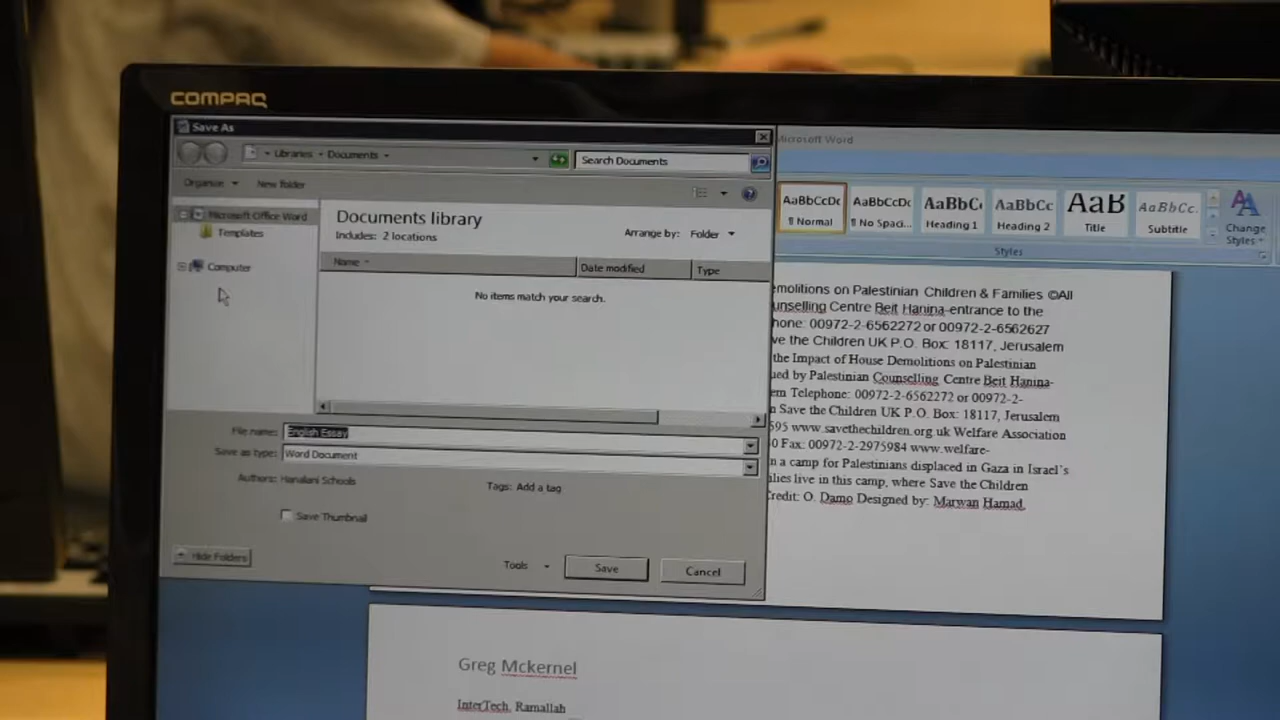 COMPAQ
Save As
Microsoft Word
Libraries Documents
Search Documents
Organize New folder
Microsoft Office Word
Templates
Computer
Documents library
Includes: 2 locations
Arrange by: Folder
Name Date modified Type
No items match your search.
File name: English Essay
Save as type: Word Document
Authors: Hanaliani Schools Tags: Add a tag
Save Thumbnail
Hide Folders
Tools Save Cancel
AaBbCcDc AaBbCcDc AaBbC AaBbCc AaB AaBbCc.
¶ Normal ¶ No Spaci... Heading 1 Heading 2 Title Subtitle
Change
Styles
Styles
emolitions on Palestinian Children & Families ©All
unselling Centre Beit Hanina-entrance to the
hone: 00972-2-6562272 or 00972-2-6562627
ve the Children UK P.O. Box: 18117, Jerusalem
the Impact of House Demolitions on Palestinian
ued by Palestinian Counselling Centre Beit Hanina-
em Telephone: 00972-2-6562272 or 00972-2-
n Save the Children UK P.O. Box: 18117, Jerusalem
595 www.savethechildren.org.uk Welfare Association
0 Fax: 00972-2-2975984 www.welfare-
n a camp for Palestinians displaced in Gaza in Israel's
ilies live in this camp, where Save the Children
Credit: O. Damo Designed by: Marwan Hamad,
Greg Mckernel
InterTech, Ramallah